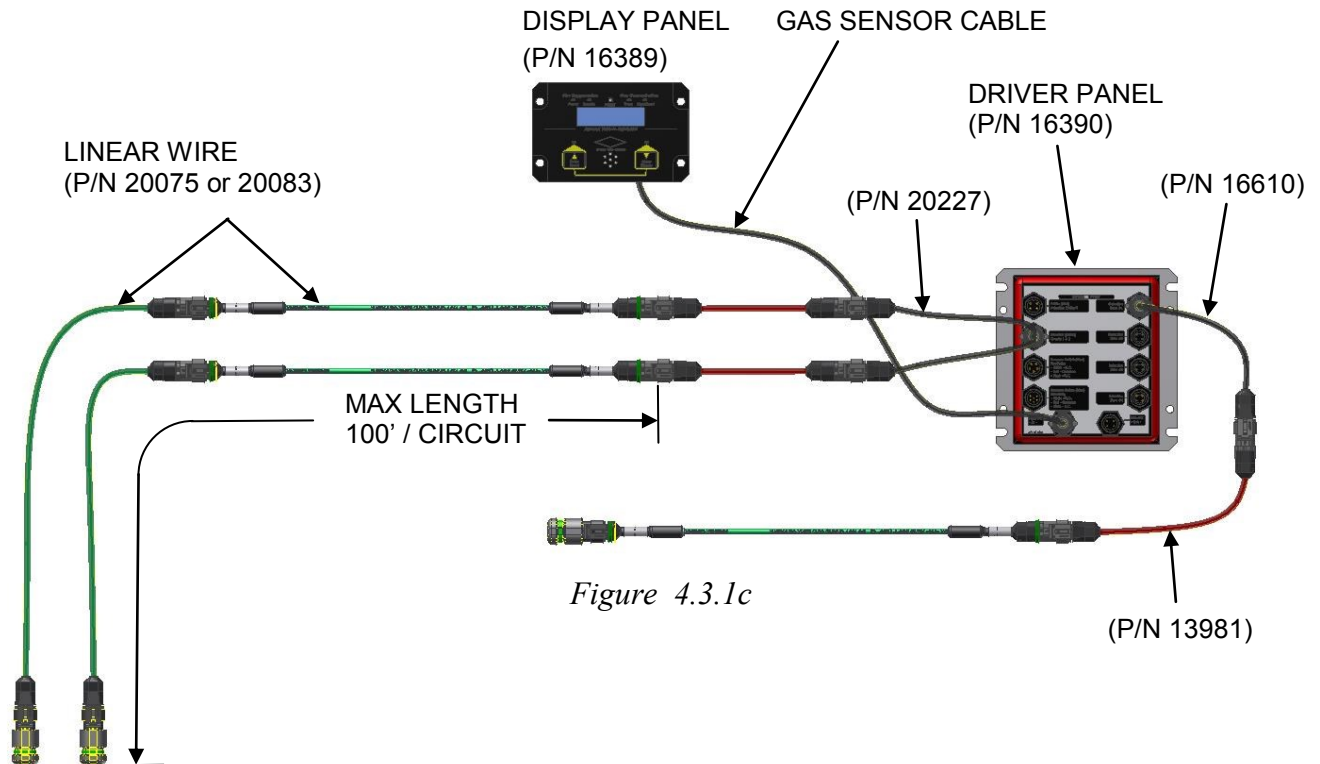 DISPLAY PANEL
(P/N 16389)
GAS SENSOR CABLE
DRIVER PANEL
(P/N 16390)
LINEAR WIRE
(P/N 20075 or 20083)
(P/N 16610)
(P/N 20227)
MAX LENGTH
100’ / CIRCUIT
Figure 4.3.1c
(P/N 13981)